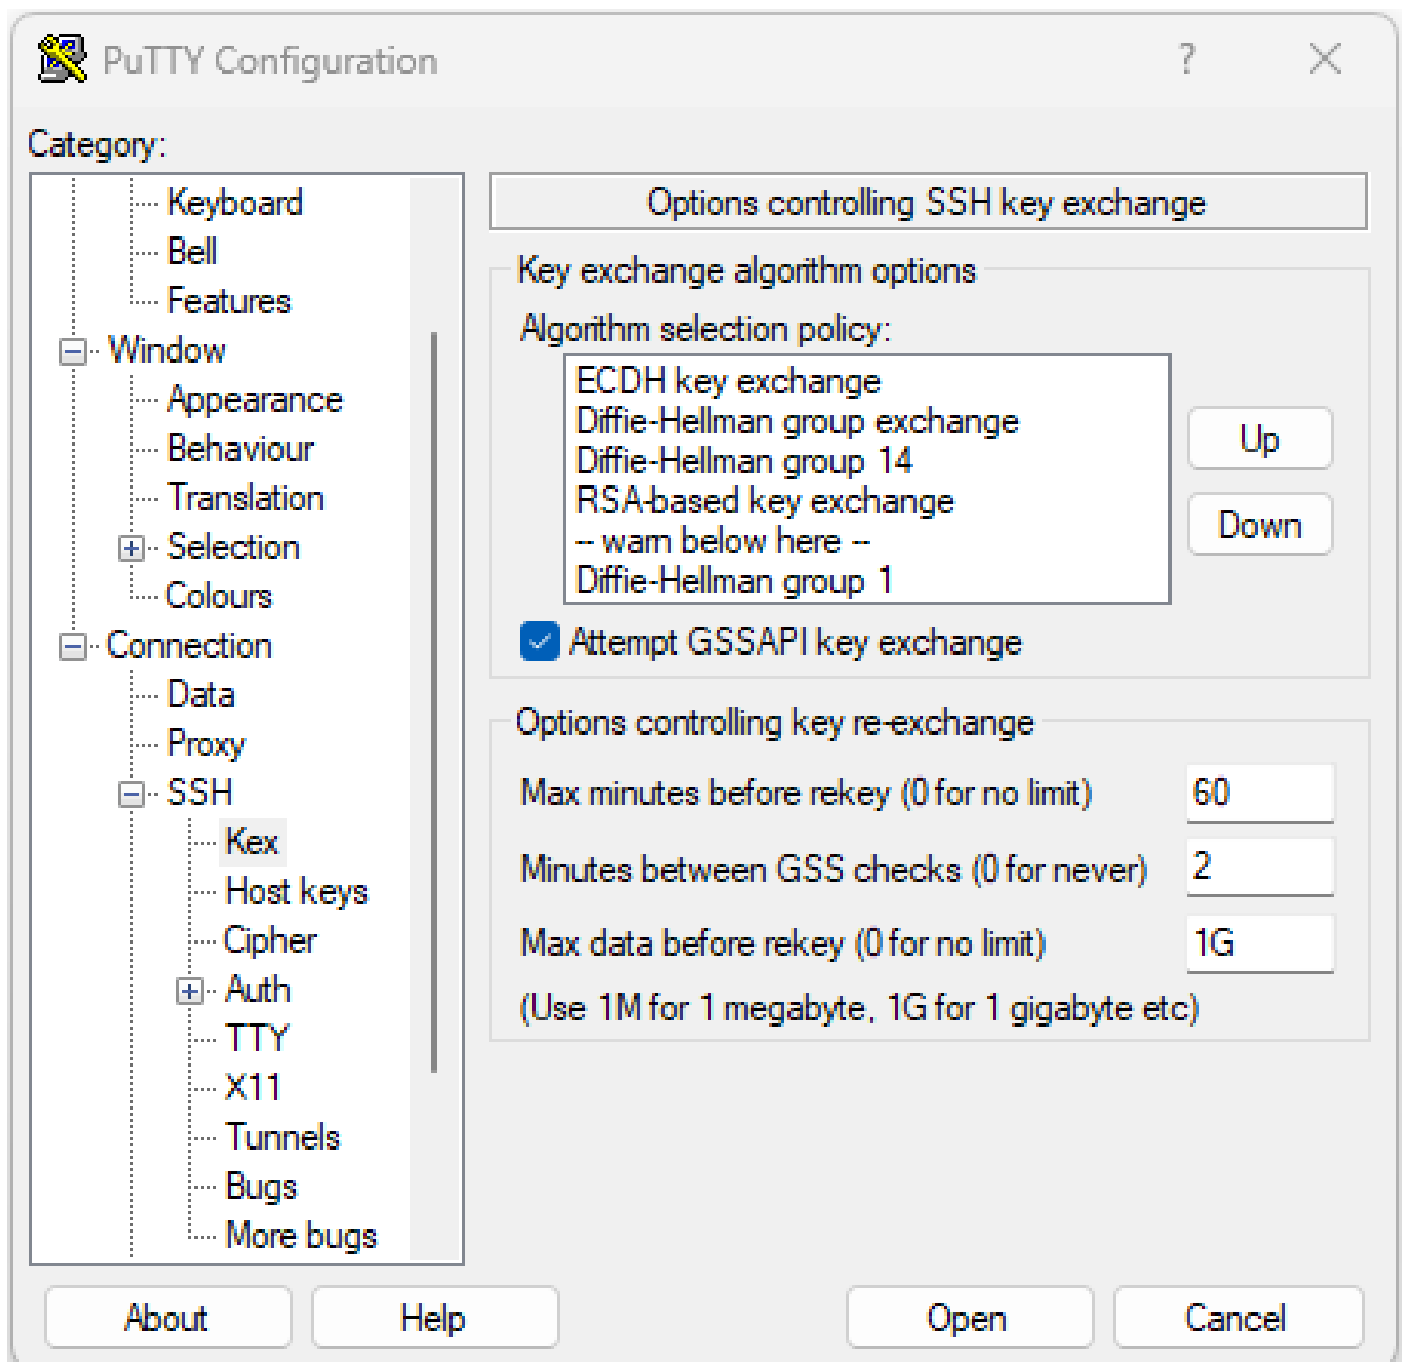 PuTTY Configuration
?
Category:
Keyboard
Bell
Features
Window
Appearance
Behaviour
Translation
Selection
Colours
Connection
Data
Proxy
SSH
Kex
Host keys
Cipher
Auth
TTY
X11
Tunnels
Bugs
More bugs
Options controlling SSH key exchange
Key exchange algorithm options
Algorithm selection policy:
ECDH key exchange
Diffie-Hellman group exchange
Diffie-Hellman group 14
RSA-based key exchange
-- warn below here --
Diffie-Hellman group 1
Up
Down
Attempt GSSAPI key exchange
Options controlling key re-exchange
Max minutes before rekey (0 for no limit) 60
Minutes between GSS checks (0 for never) 2
Max data before rekey (0 for no limit) 1G
(Use 1M for 1 megabyte, 1G for 1 gigabyte etc)
About Help Open Cancel